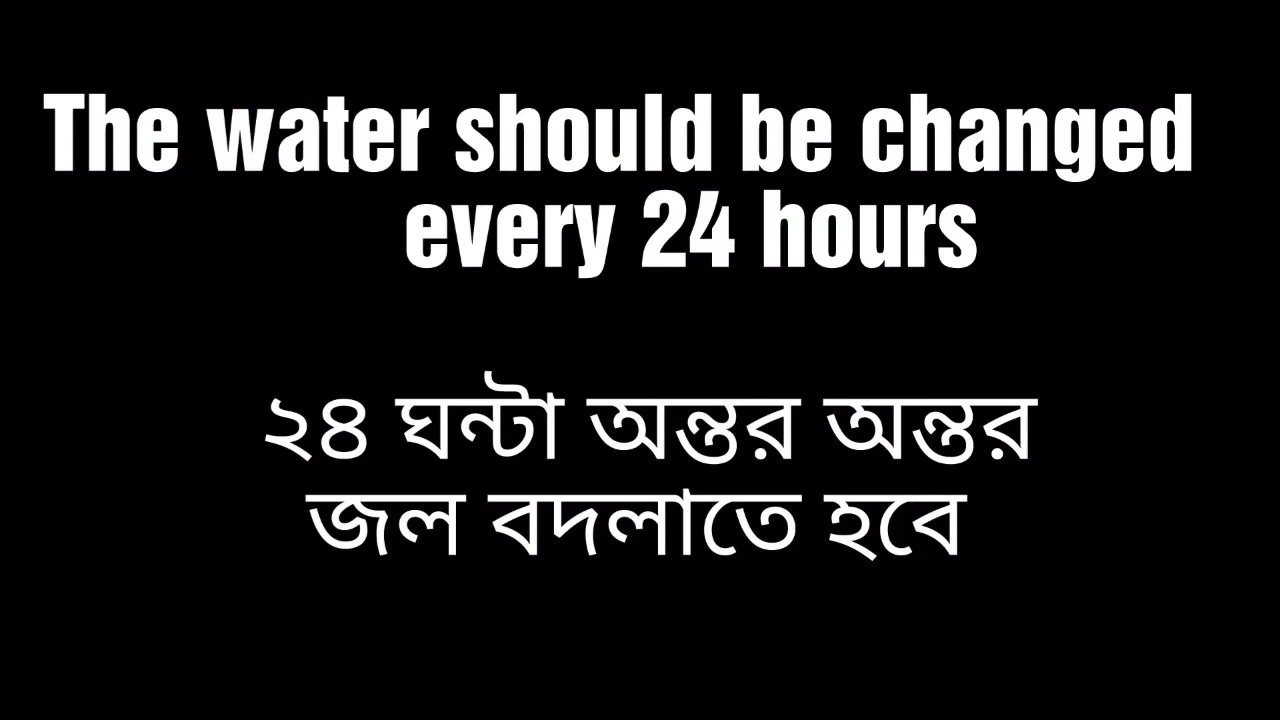 The water should be changed
every 24 hours
২৪ ঘন্টা অন্তর অন্তর
জল বদলাতে হবে